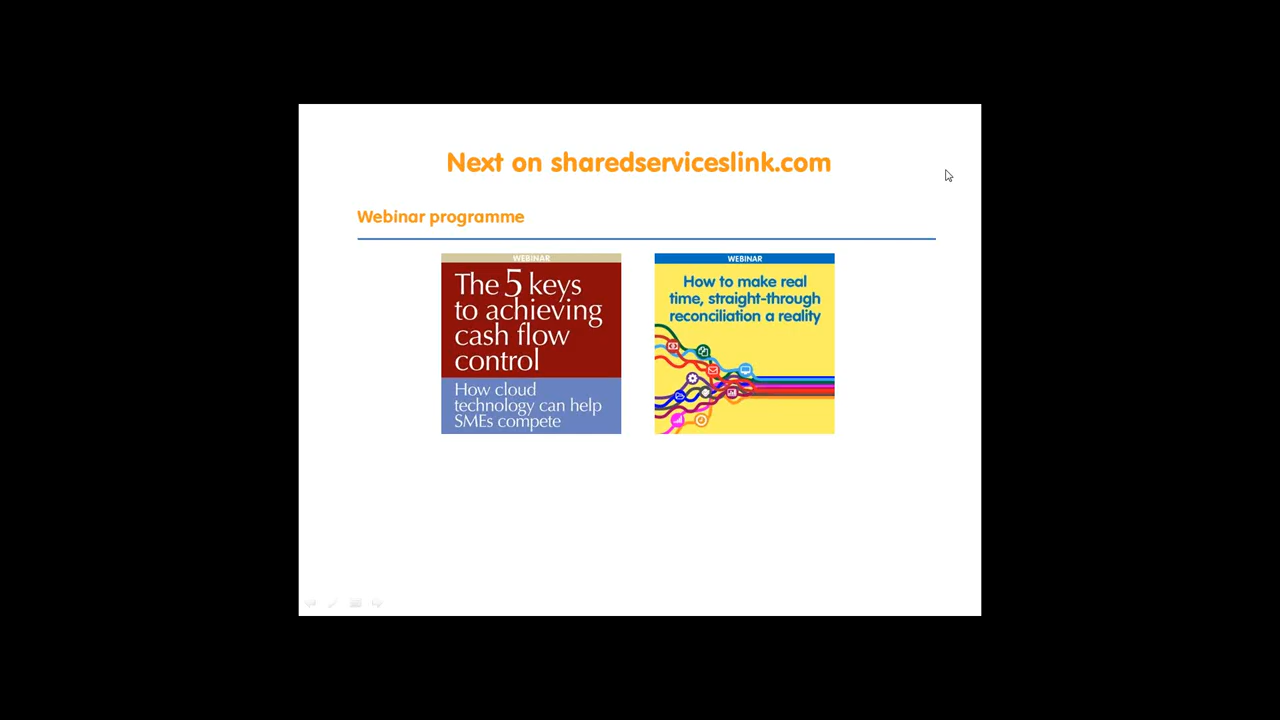 Next on sharedserviceslink.com
Webinar programme
WEBINAR
The 5 keys
to achieving
cash flow
control
How cloud
technology can help
SMEs compete
WEBINAR
How to make real
time, straight-through
reconciliation a reality